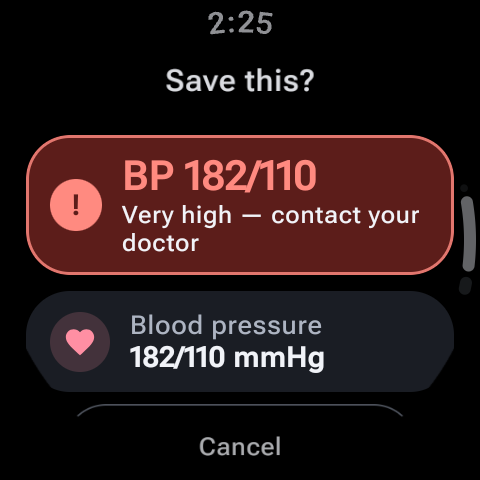 2:25
Save this?
!
BP 182/110
Very high — contact your
doctor
Blood pressure
182/110 mmHg
Cancel